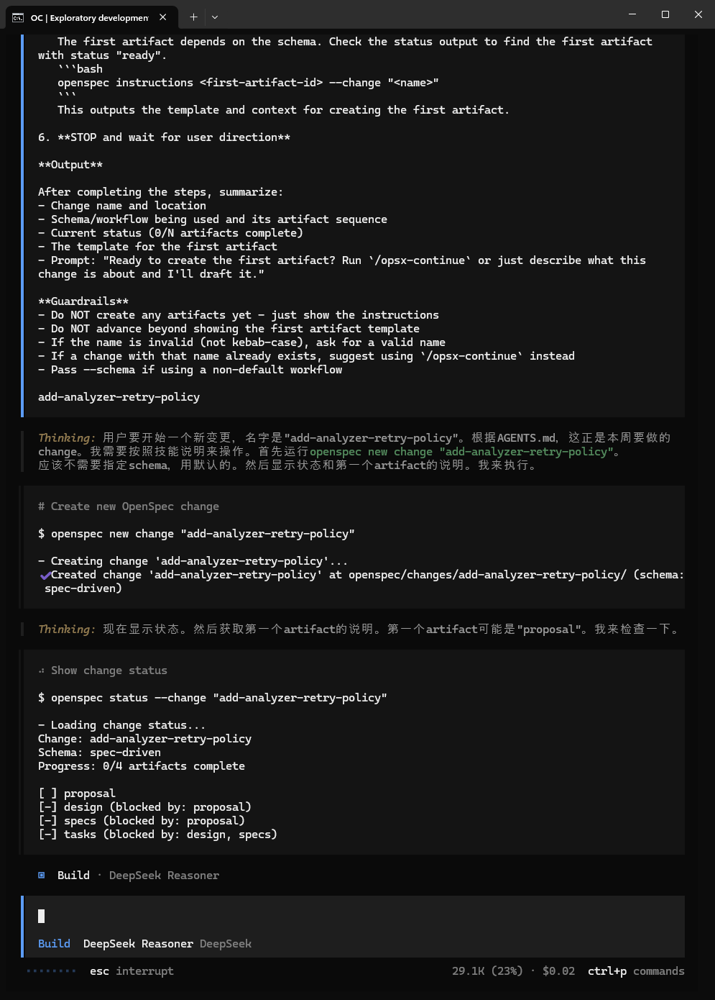 OC | Exploratory developmen
The first artifact depends on the schema. Check the status output to find the first artifact
with status "ready".
```bash
openspec instructions <first-artifact-id> --change "<name>"
```
This outputs the template and context for creating the first artifact.
6. **STOP and wait for user direction**
**Output**
After completing the steps, summarize:
- Change name and location
- Schema/workflow being used and its artifact sequence
- Current status (0/N artifacts complete)
- The template for the first artifact
- Prompt: "Ready to create the first artifact? Run `/opsx-continue` or just describe what this
change is about and I'll draft it."
**Guardrails**
- Do NOT create any artifacts yet - just show the instructions
- Do NOT advance beyond showing the first artifact template
- If the name is invalid (not kebab-case), ask for a valid name
- If a change with that name already exists, suggest using `/opsx-continue` instead
- Pass --schema if using a non-default workflow
add-analyzer-retry-policy
Thinking: 用户要开始一个新变更，名字是"add-analyzer-retry-policy"。根据AGENTS.md，这正是本周要做的
change。我需要按照技能说明来操作。首先运行openspec new change "add-analyzer-retry-policy"。
应该不需要指定schema，用默认的。然后显示状态和第一个artifact的说明。我来执行。
# Create new OpenSpec change
$ openspec new change "add-analyzer-retry-policy"
- Creating change 'add-analyzer-retry-policy'...
✔Created change 'add-analyzer-retry-policy' at openspec/changes/add-analyzer-retry-policy/ (schema:
spec-driven)
Thinking: 现在显示状态。然后获取第一个artifact的说明。第一个artifact可能是"proposal"。我来检查一下。
Show change status
$ openspec status --change "add-analyzer-retry-policy"
- Loading change status...
Change: add-analyzer-retry-policy
Schema: spec-driven
Progress: 0/4 artifacts complete
[ ] proposal
[-] design (blocked by: proposal)
[-] specs (blocked by: proposal)
[-] tasks (blocked by: design, specs)
Build · DeepSeek Reasoner
Build DeepSeek Reasoner DeepSeek
esc interrupt 29.1K (23%) · $0.02 ctrl+p commands